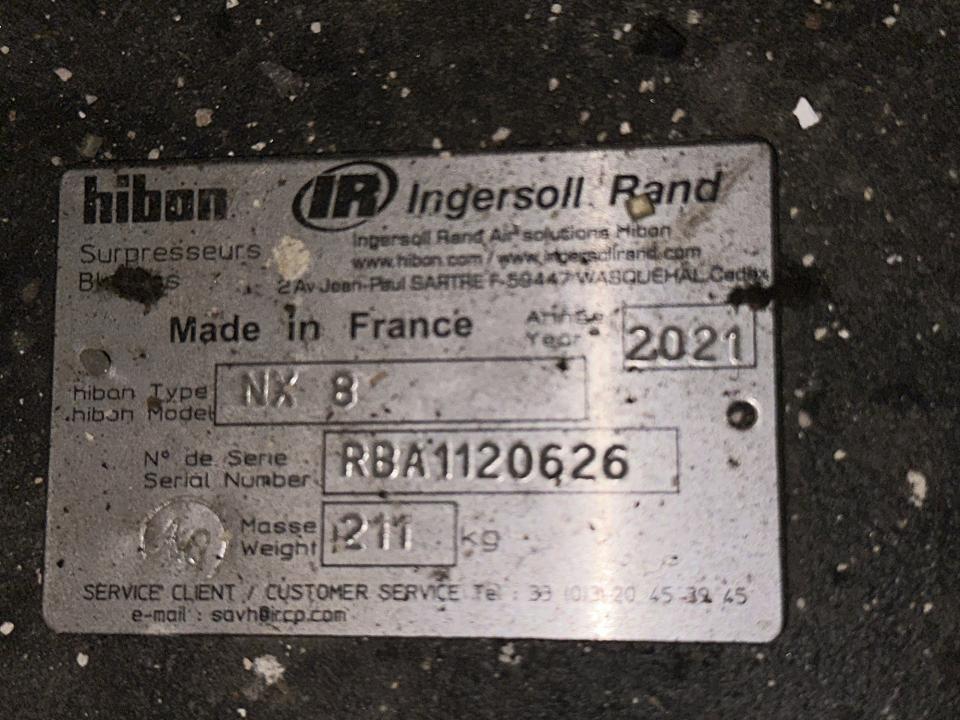 hibon IR Ingersoll Rand
Surpresseurs
Ingersoll Rand Air solutions Hibon
www.hibon.com / www.ingersollrand.com
2 Av Jean-Paul SARTRE F-59447 WASQUEHAL Cedex
Made in France
Année
Year
2021
hibon Type
hibon Model
NX 8
N° de Serie
Serial Number
RBA1120626
Masse
Weight
211 kg
SERVICE CLIENT / CUSTOMER SERVICE Tel : 33 (0)3 20 45 39 45
e-mail : savh@irco.com